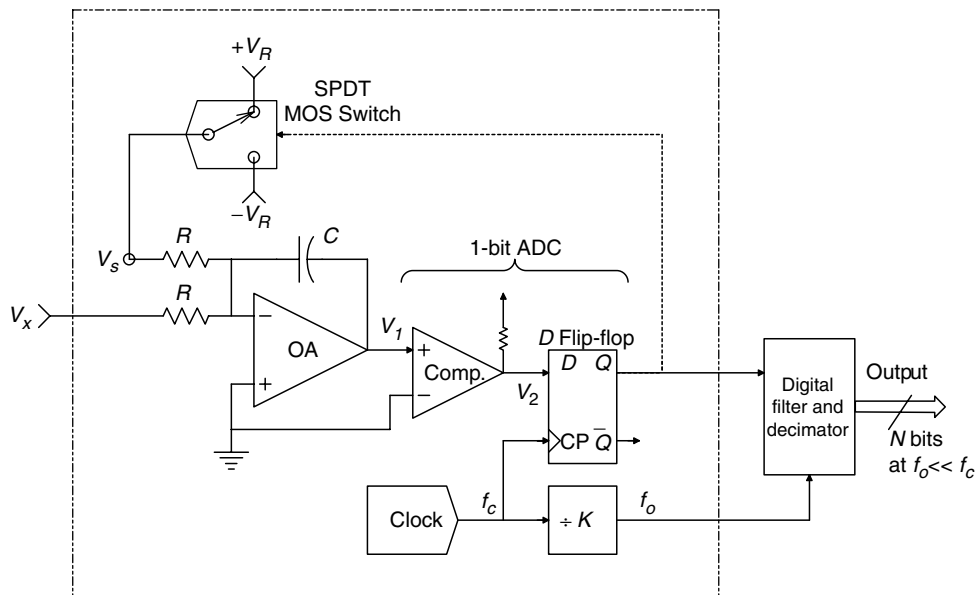 +V_R
SPDT
MOS Switch
−V_R
V_s
R
C
1-bit ADC
R
V_x
−
OA
+
V_1
+
Comp.
−
V_2
D Flip-flop
D Q
CP Q̅
Digital
filter and
decimator
Output
N bits
at f_o<< f_c
Clock
f_c
÷ K
f_o